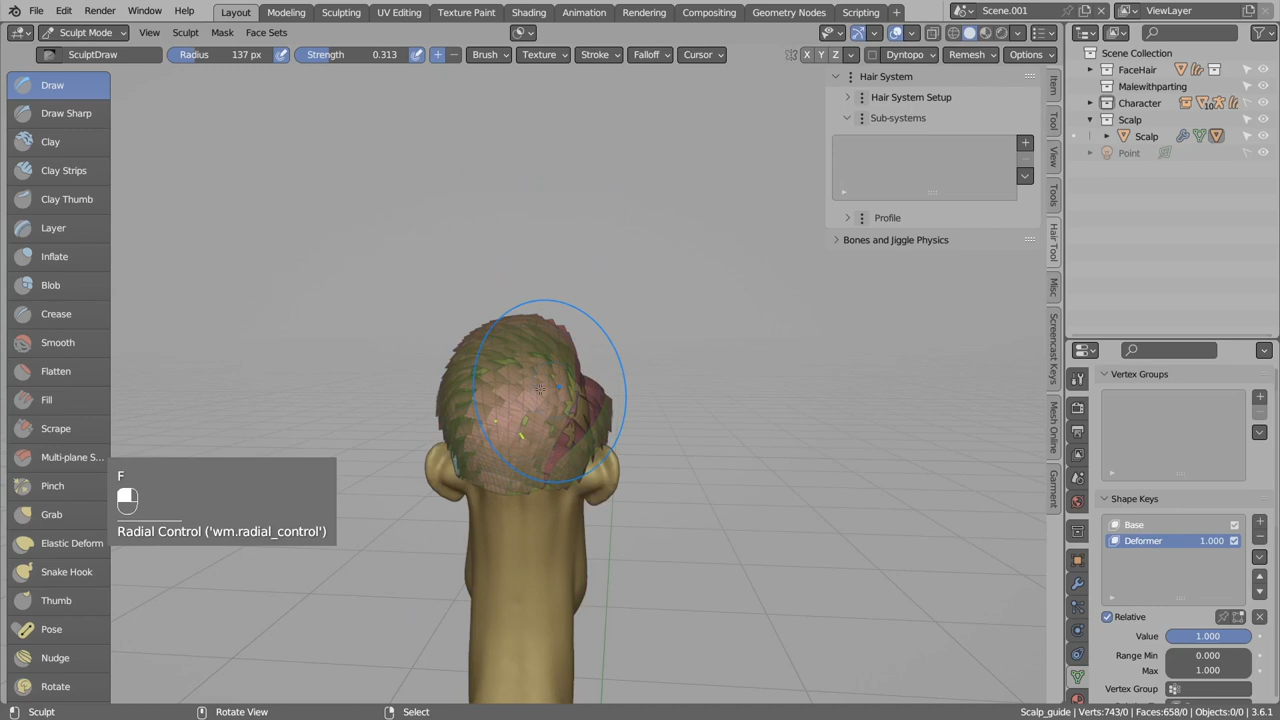 File Edit Render Window Help
Layout Modeling Sculpting UV Editing Texture Paint Shading Animation Rendering Compositing Geometry Nodes Scripting +
Scene.001
ViewLayer
Sculpt Mode View Sculpt Mask Face Sets
SculptDraw Radius 137 px Strength 0.313 Brush Texture Stroke Falloff Cursor X Y Z Dyntopo Remesh Options
Draw
Draw Sharp
Clay
Clay Strips
Clay Thumb
Layer
Inflate
Blob
Crease
Smooth
Flatten
Fill
Scrape
Multi-plane S...
Pinch
Grab
Elastic Deform
Snake Hook
Thumb
Pose
Nudge
Rotate
F
Radial Control ('wm.radial_control')
Hair System
Hair System Setup
Sub-systems
Profile
Bones and Jiggle Physics
Item
Tool
View
Tools
Hair Tool
Misc
Screencast Keys
Mesh Online
Garment
Scene Collection
FaceHair
Malewithparting
Character 10
Scalp
Scalp
Point
Vertex Groups
Shape Keys
Base
Deformer 1.000
Relative
Value 1.000
Range Min 0.000
Max 1.000
Vertex Group
Sculpt Rotate View Select Scalp_guide | Verts:743/0 | Faces:658/0 | Objects:0/0 | 3.6.1